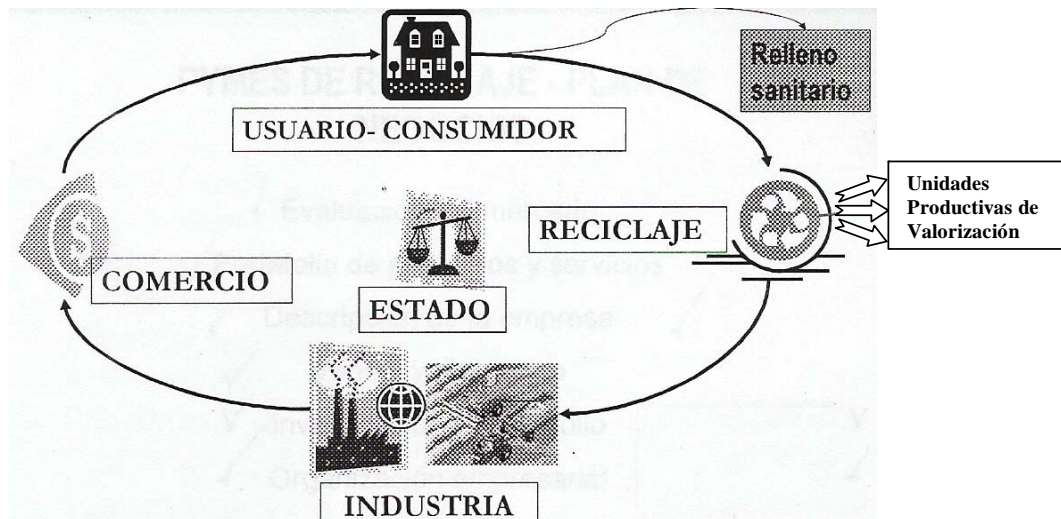 Relleno
sanitario
USUARIO- CONSUMIDOR
Unidades
Productivas de
Valorización
RECICLAJE
COMERCIO
ESTADO
$
INDUSTRIA